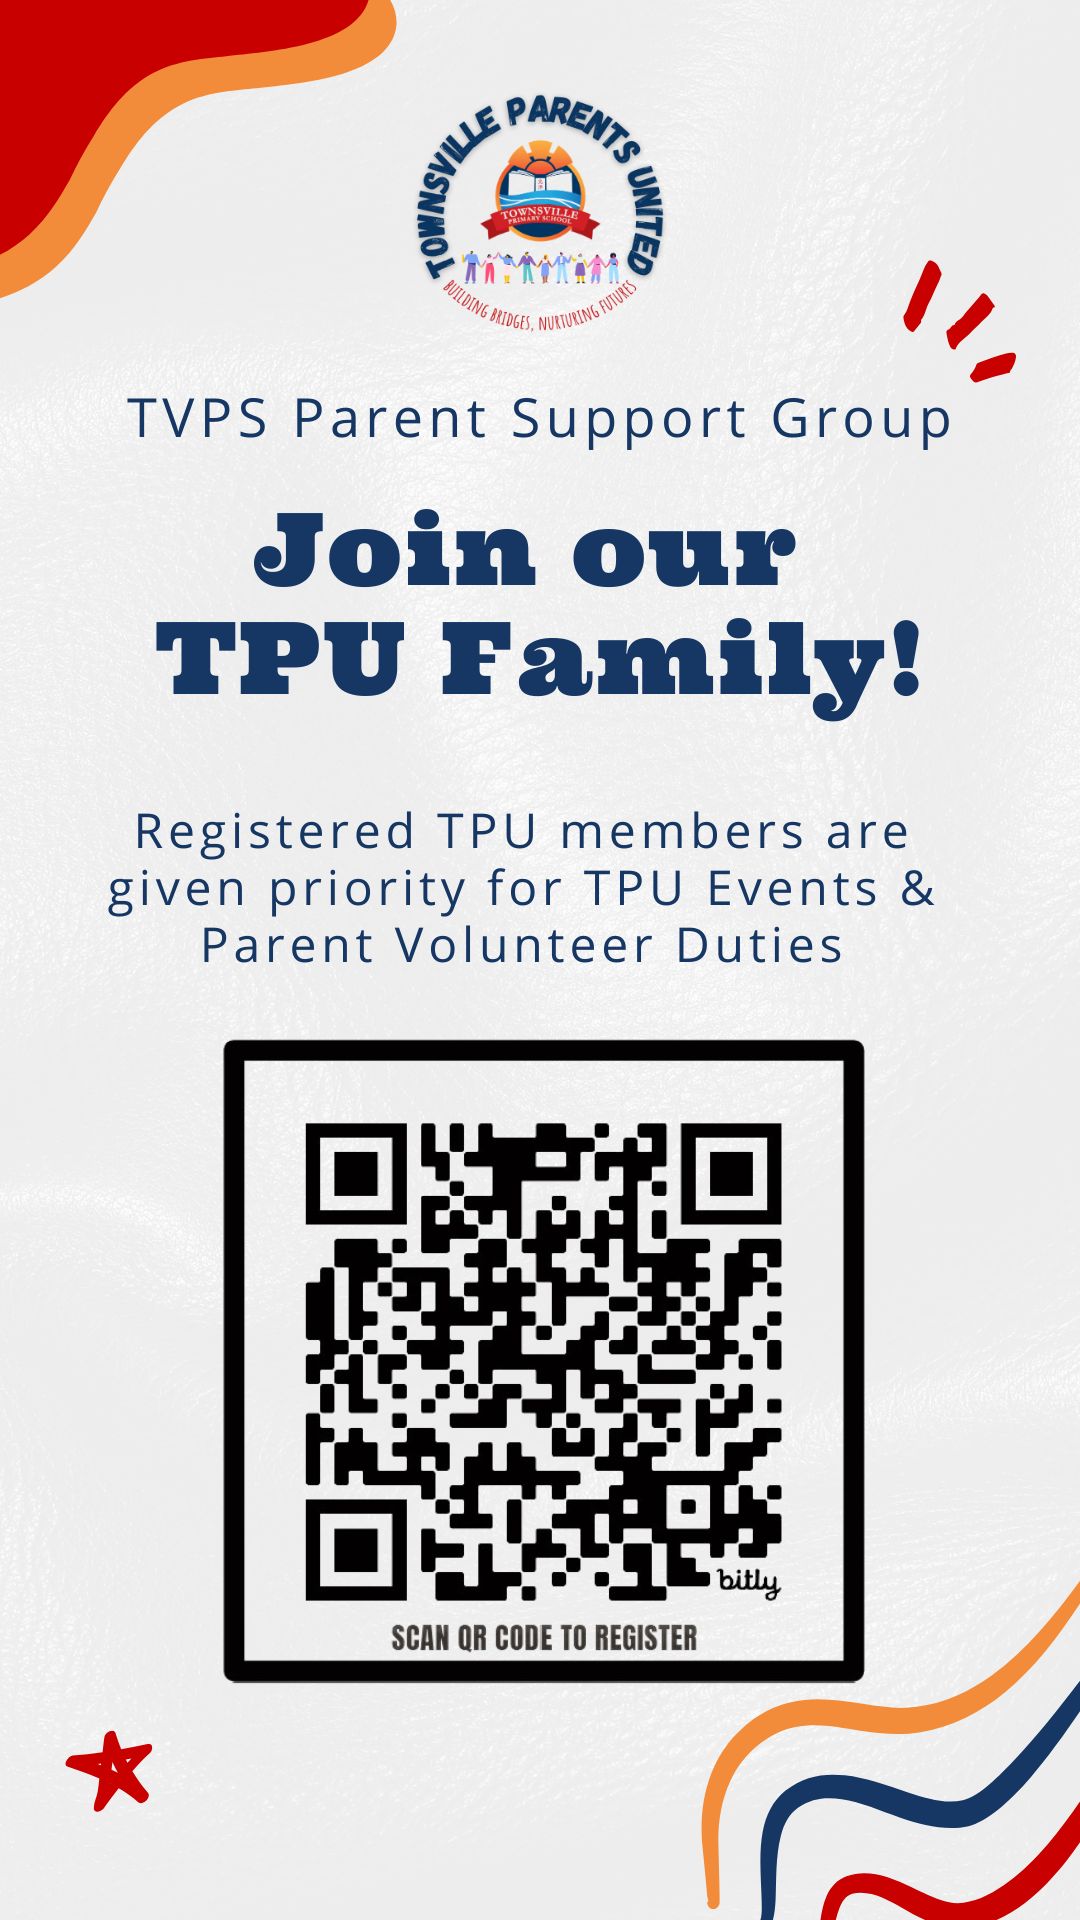 TOWNSVILLE PARENTS UNITED
TOWNSVILLE
PRIMARY SCHOOL
BUILDING BRIDGES, NURTURING FUTURES
TVPS Parent Support Group
Join our
TPU Family!
Registered TPU members are
given priority for TPU Events &
Parent Volunteer Duties
bitly
SCAN QR CODE TO REGISTER